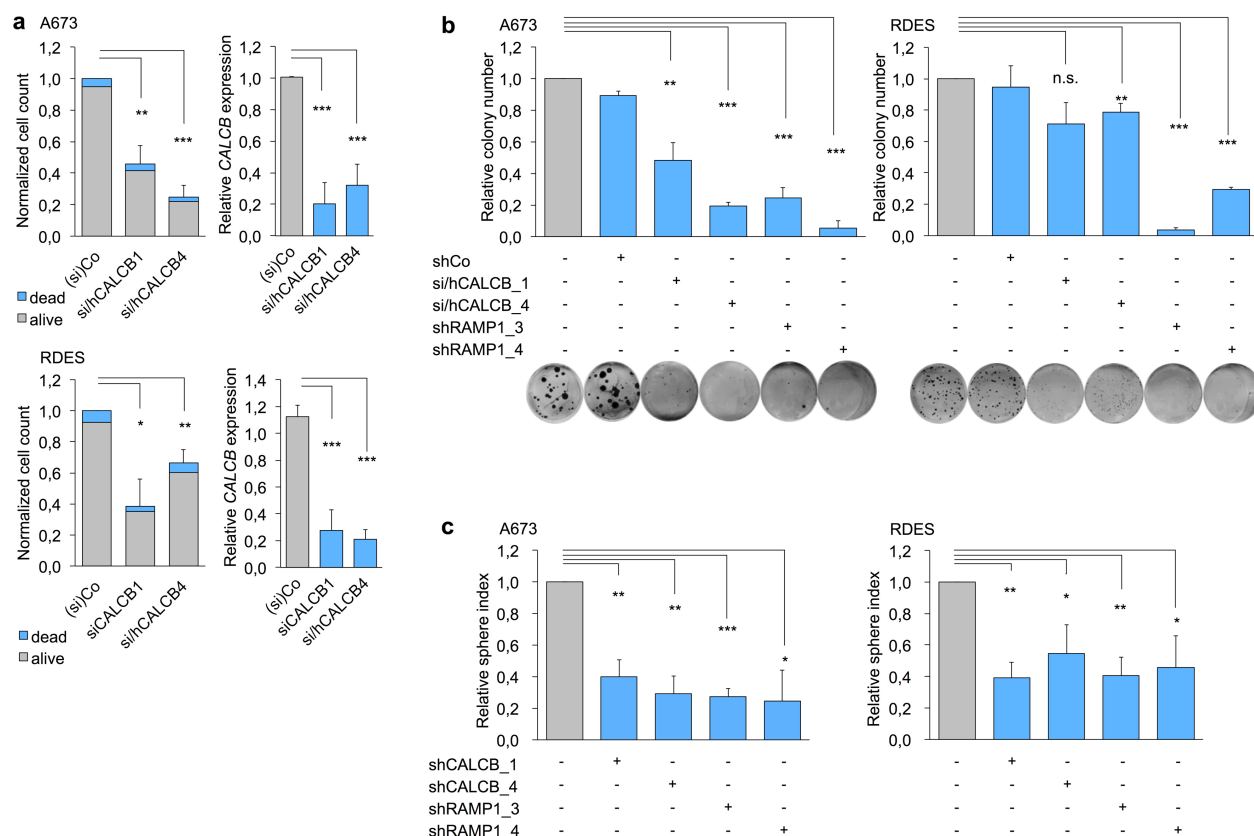 a
A673
Normalized cell count
1,2
1,0
0,8
0,6
0,4
0,2
0,0
(si)Co
si/hCALCB1
si/hCALCB4
**
***
dead
alive
Relative CALCB expression
1,2
1,0
0,8
0,6
0,4
0,2
0,0
(si)Co
si/hCALCB1
si/hCALCB4
***
***
RDES
Normalized cell count
1,2
1,0
0,8
0,6
0,4
0,2
0,0
(si)Co
siCALCB1
si/hCALCB4
*
**
dead
alive
Relative CALCB expression
1,4
1,2
1,0
0,8
0,6
0,4
0,2
0,0
(si)Co
siCALCB1
si/hCALCB4
***
***
b
A673
Relative colony number
1,2
1,0
0,8
0,6
0,4
0,2
0,0
**
***
***
***
RDES
Relative colony number
1,2
1,0
0,8
0,6
0,4
0,2
0,0
n.s.
**
***
***
shCo - + - - - - - + - - - -
si/hCALCB_1 - - + - - - - - + - - -
si/hCALCB_4 - - - + - - - - - + - -
shRAMP1_3 - - - - + - - - - - + -
shRAMP1_4 - - - - - + - - - - - +
c
A673
Relative sphere index
1,2
1,0
0,8
0,6
0,4
0,2
0,0
**
**
***
*
RDES
Relative sphere index
1,2
1,0
0,8
0,6
0,4
0,2
0,0
**
*
**
*
shCALCB_1 - + - - - - + - - -
shCALCB_4 - - + - - - - + - -
shRAMP1_3 - - - + - - - - + -
shRAMP1_4 - - - - + - - - - +